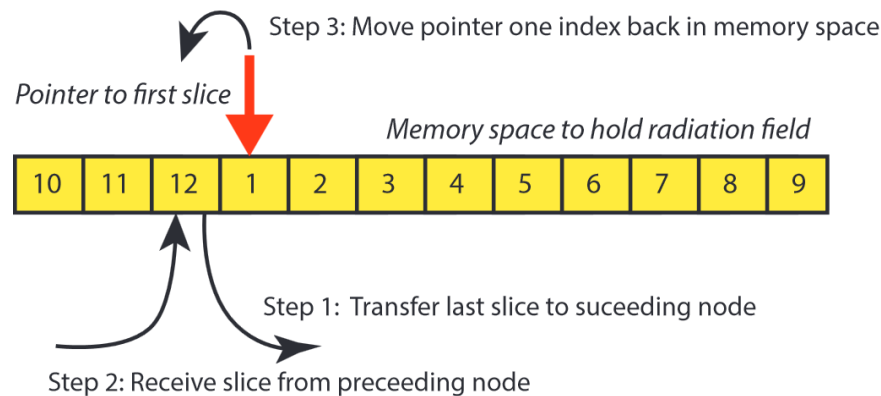 Step 3: Move pointer one index back in memory space
Pointer to first slice
Memory space to hold radiation field
10 11 12 1 2 3 4 5 6 7 8 9
Step 1: Transfer last slice to suceeding node
Step 2: Receive slice from preceeding node